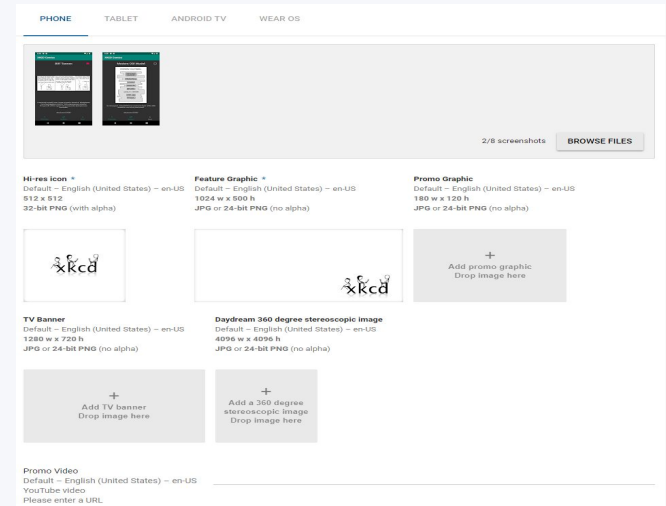 PHONE TABLET ANDROID TV WEAR OS
2/8 screenshots BROWSE FILES
Hi-res icon *
Default – English (United States) – en-US
512 x 512
32-bit PNG (with alpha)
Feature Graphic *
Default – English (United States) – en-US
1024 w x 500 h
JPG or 24-bit PNG (no alpha)
Promo Graphic
Default – English (United States) – en-US
180 w x 120 h
JPG or 24-bit PNG (no alpha)
xkcd
xkcd
+
Add promo graphic
Drop image here
TV Banner
Default – English (United States) – en-US
1280 w x 720 h
JPG or 24-bit PNG (no alpha)
Daydream 360 degree stereoscopic image
Default – English (United States) – en-US
4096 w x 4096 h
JPG or 24-bit PNG (no alpha)
+
Add TV banner
Drop image here
+
Add a 360 degree
stereoscopic image
Drop image here
Promo Video
Default – English (United States) – en-US
YouTube video
Please enter a URL